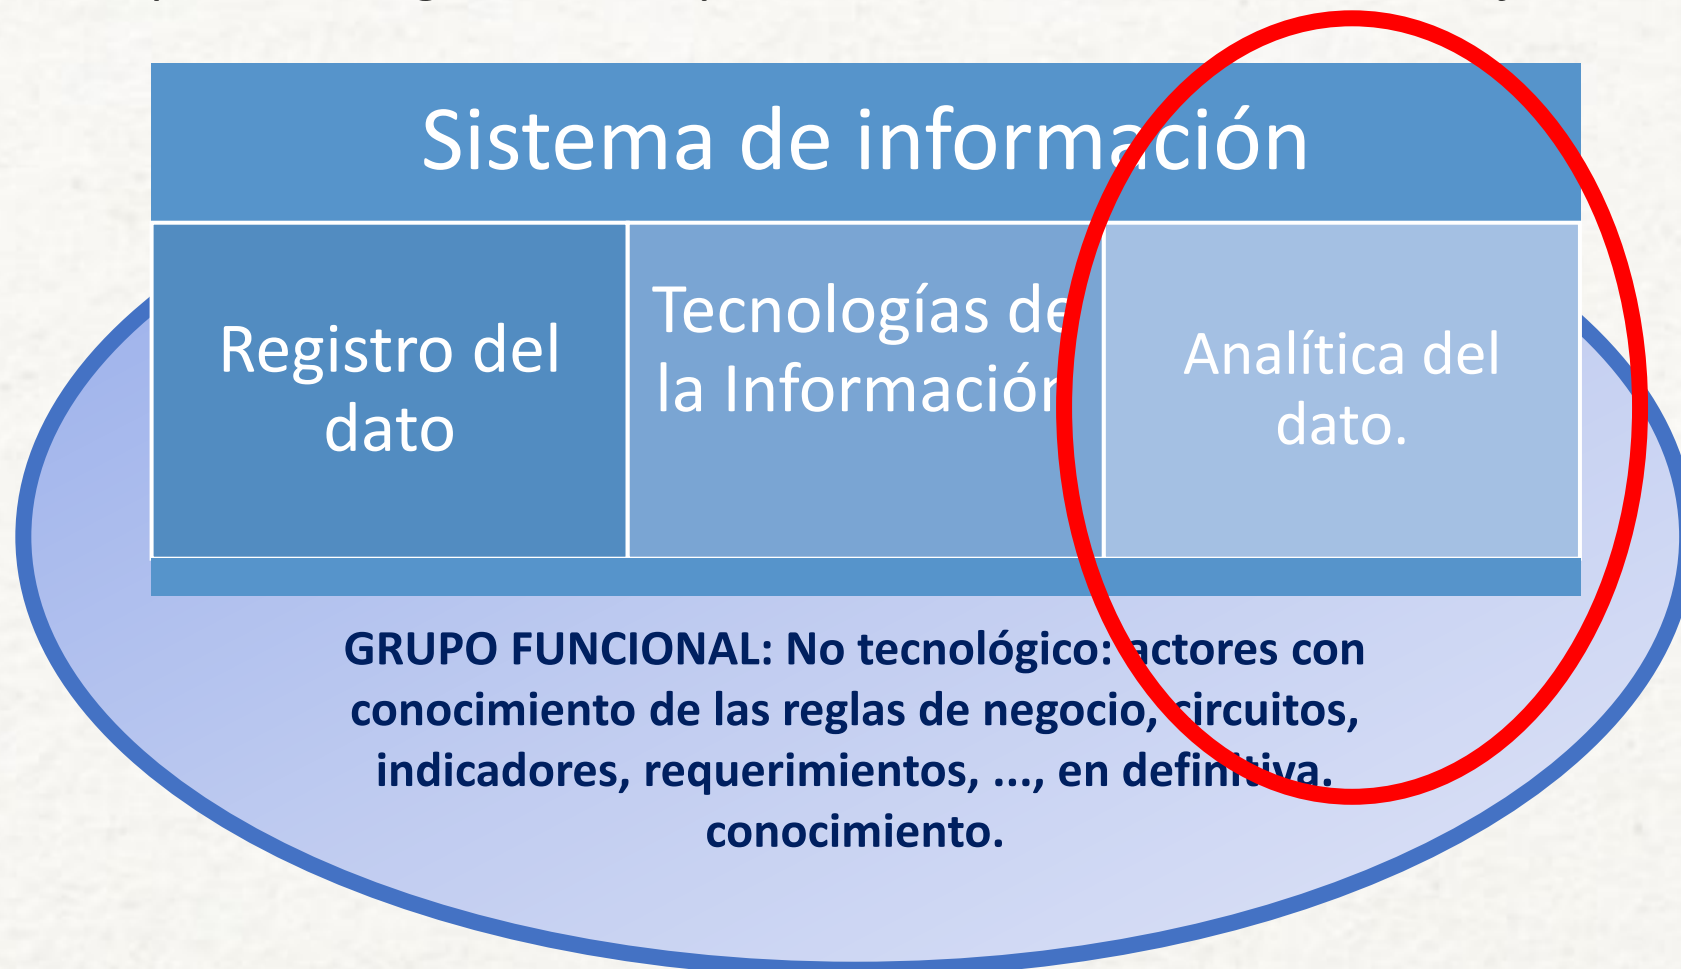 Sistema de información
Registro del
dato
Tecnologías de
la Información
Analítica del
dato.
GRUPO FUNCIONAL: No tecnológico: actores con
conocimiento de las reglas de negocio, circuitos,
indicadores, requerimientos, ..., en definitiva.
conocimiento.